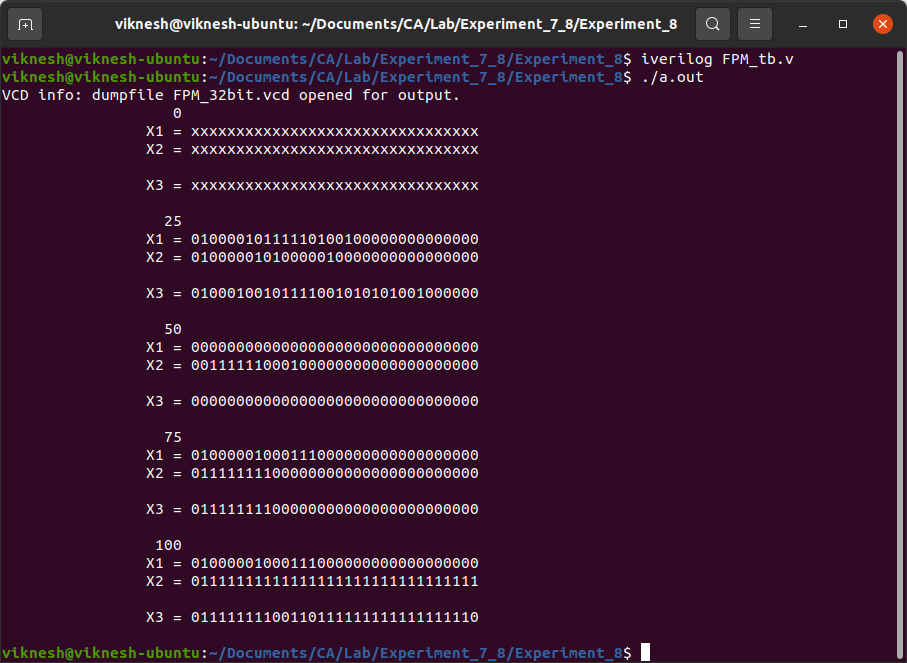 viknesh@viknesh-ubuntu: ~/Documents/CA/Lab/Experiment_7_8/Experiment_8
viknesh@viknesh-ubuntu:~/Documents/CA/Lab/Experiment_7_8/Experiment_8$ iverilog FPM_tb.v
viknesh@viknesh-ubuntu:~/Documents/CA/Lab/Experiment_7_8/Experiment_8$ ./a.out
VCD info: dumpfile FPM_32bit.vcd opened for output.
0
X1 = xxxxxxxxxxxxxxxxxxxxxxxxxxxxxxxx
X2 = xxxxxxxxxxxxxxxxxxxxxxxxxxxxxxxx
X3 = xxxxxxxxxxxxxxxxxxxxxxxxxxxxxxxx
25
X1 = 01000010111110100100000000000000
X2 = 01000001010000010000000000000000
X3 = 01000100101111001010101001000000
50
X1 = 00000000000000000000000000000000
X2 = 00111111000100000000000000000000
X3 = 00000000000000000000000000000000
75
X1 = 01000001000111000000000000000000
X2 = 01111111100000000000000000000000
X3 = 01111111100000000000000000000000
100
X1 = 01000001000111000000000000000000
X2 = 01111111111111111111111111111111
X3 = 01111111100110111111111111111110
viknesh@viknesh-ubuntu:~/Documents/CA/Lab/Experiment_7_8/Experiment_8$